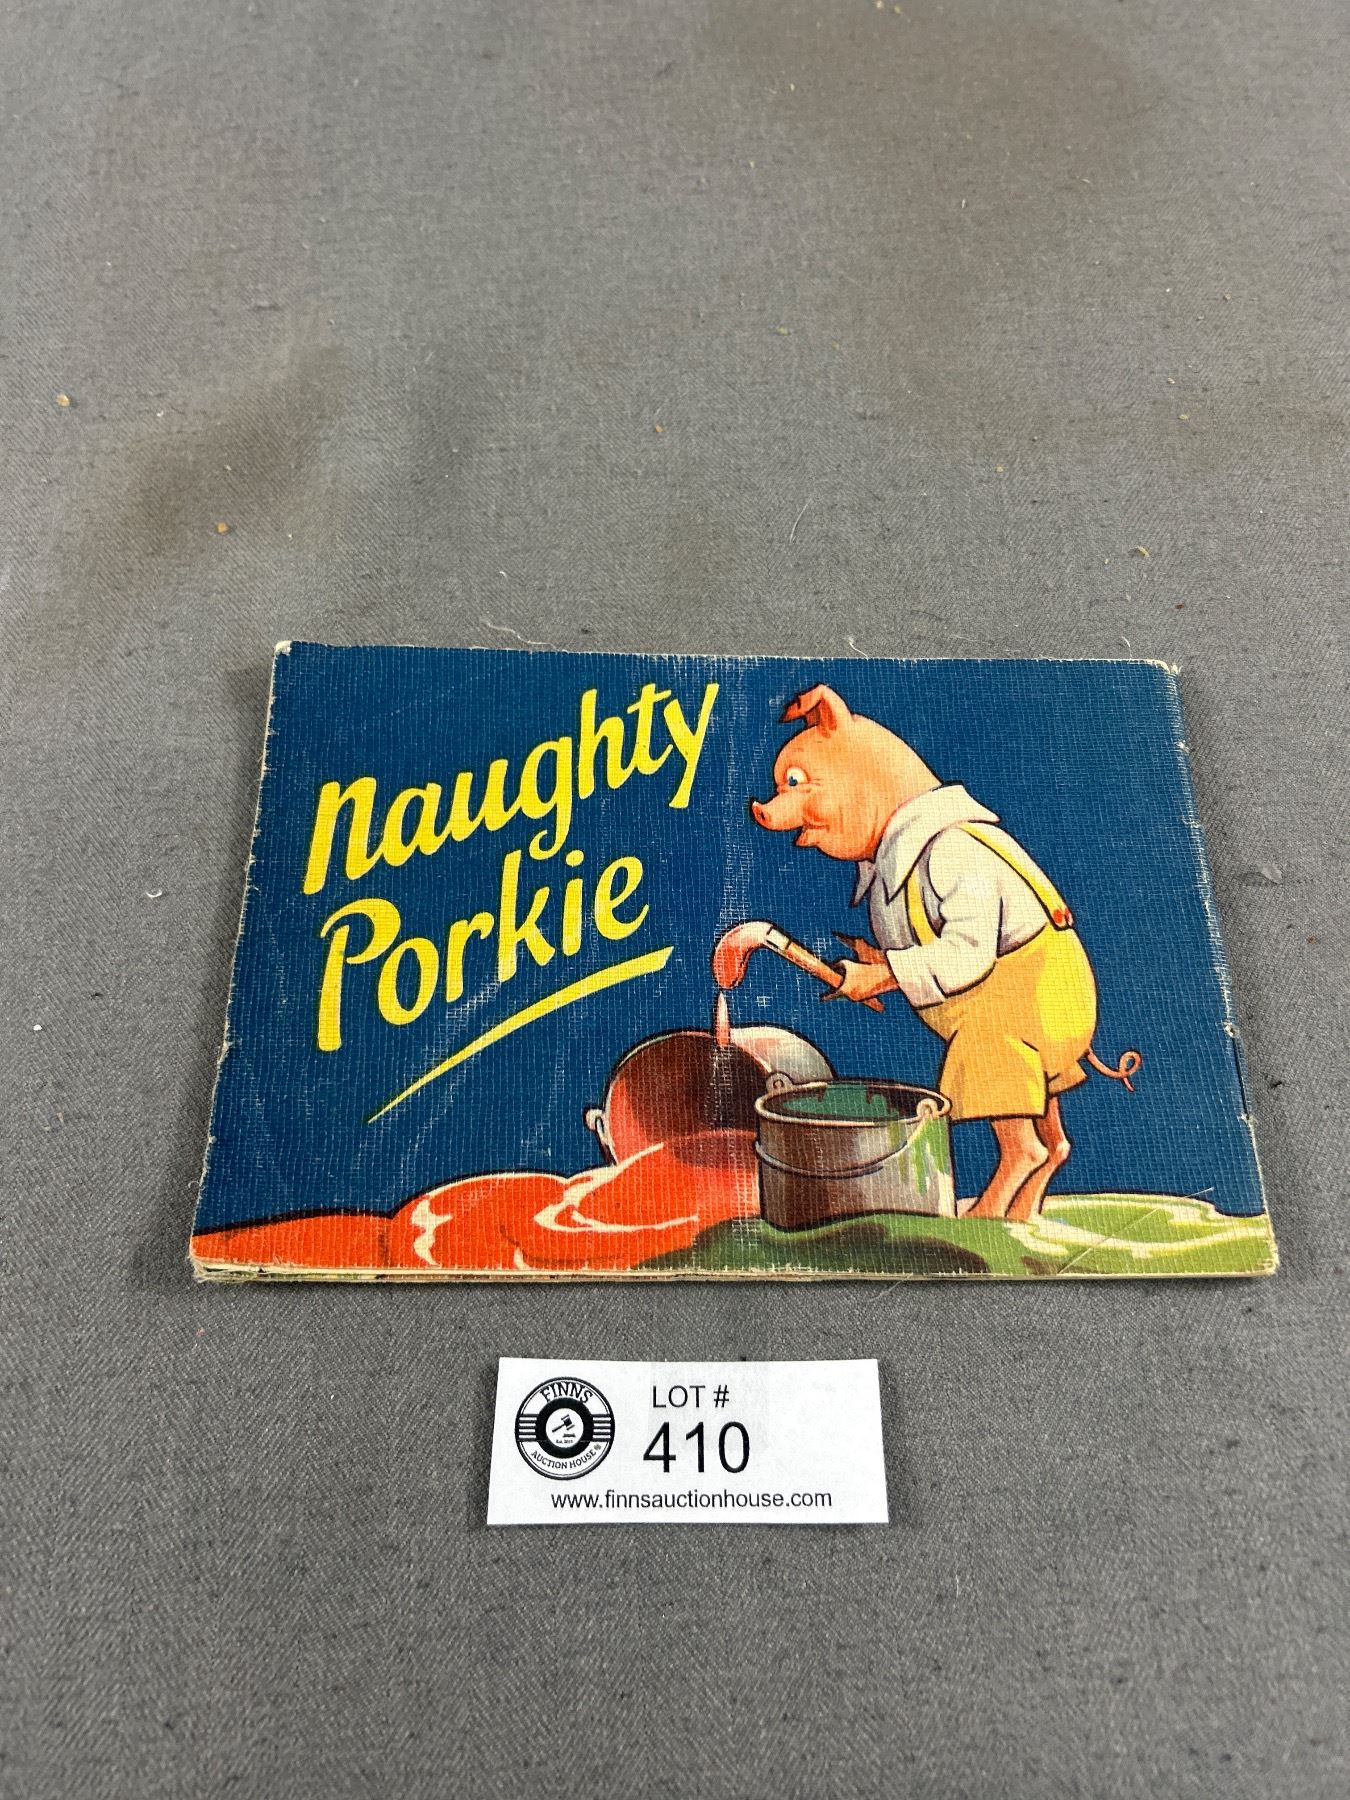 Naughty
Porkie
FINNS
AUCTION HOUSE
LOT #
410
www.finnsauctionhouse.com